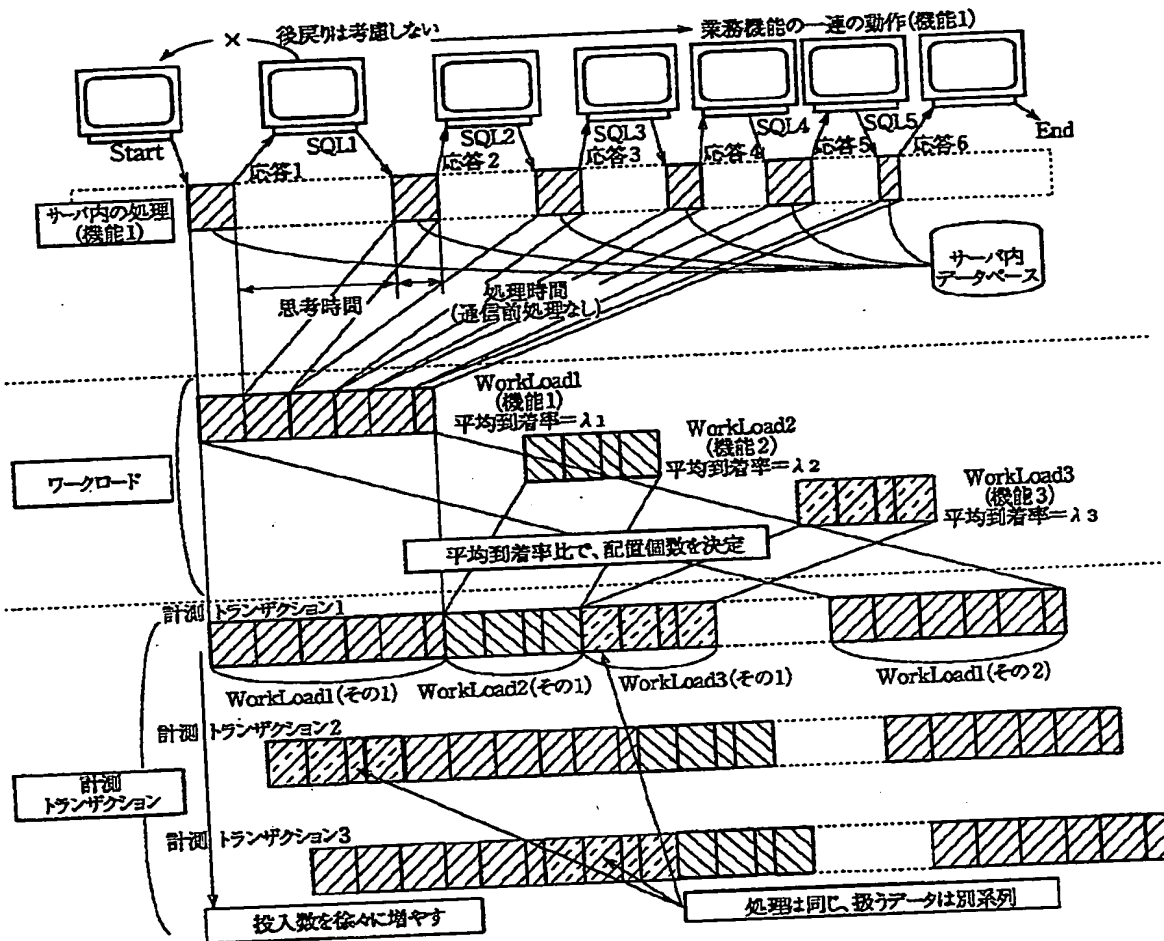 後戻りは考慮しない
業務機能の一連の動作(機能1)
×
Start
応答1
SQL1
応答2
SQL2
応答3
SQL3
応答4
SQL4
応答5
SQL5
応答6
End
サーバ内の処理
(機能1)
サーバ内
データベース
思考時間
処理時間
(通信前処理なし)
WorkLoad1
(機能1)
平均到着率=λ1
WorkLoad2
(機能2)
平均到着率=λ2
WorkLoad3
(機能3)
平均到着率=λ3
ワークロード
平均到着率比で、配置個数を決定
計測トランザクション1
WorkLoad1(その1)
WorkLoad2(その1)
WorkLoad3(その1)
WorkLoad1(その2)
計測トランザクション2
計測
トランザクション
計測トランザクション3
投入数を徐々に増やす
処理は同じ、扱うデータは別系列